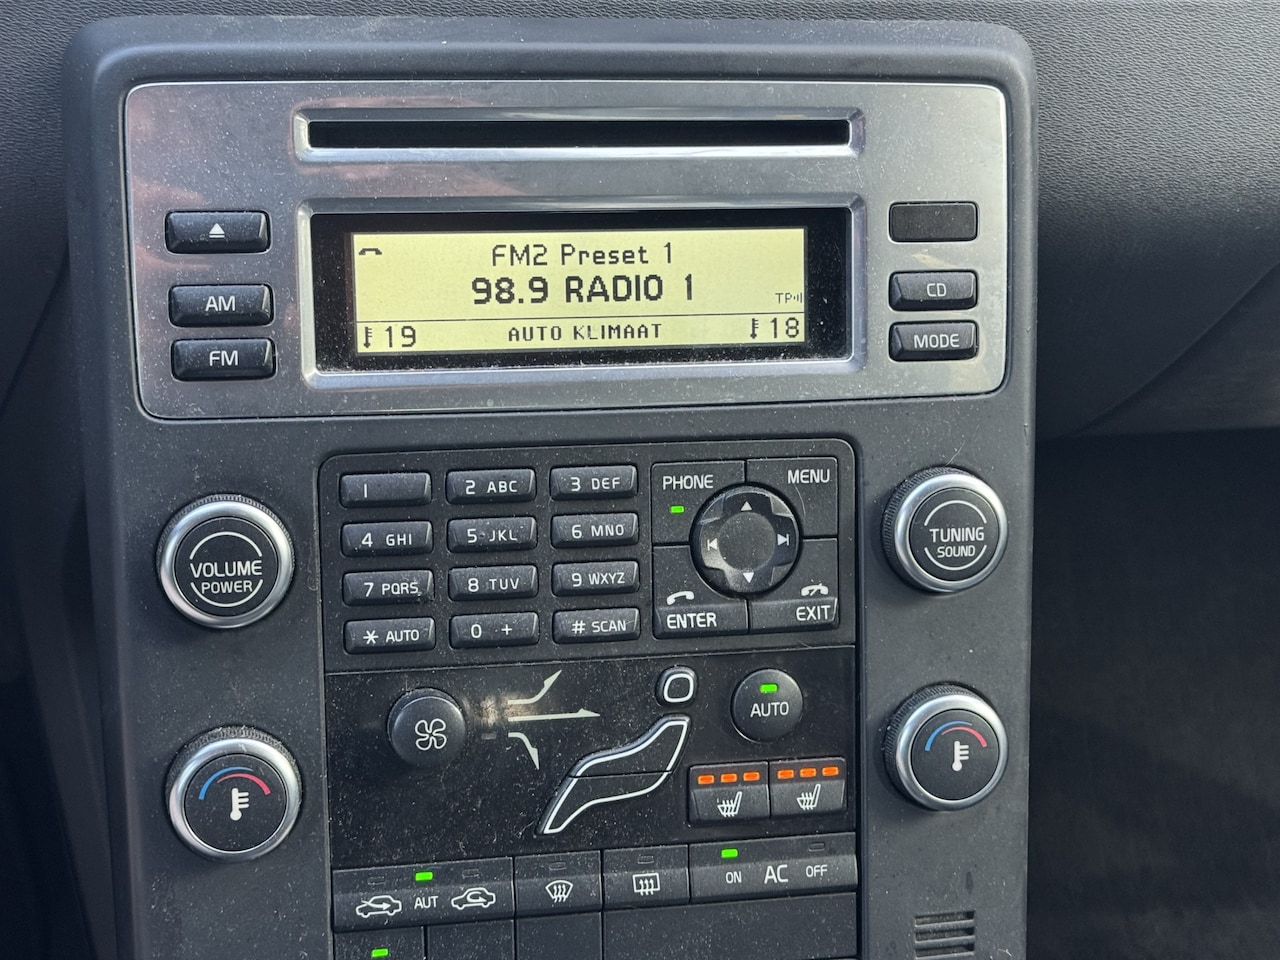 AM
FM
FM2 Preset 1
98.9 RADIO 1
TP
19 AUTO KLIMAAT 18
CD
MODE
VOLUME
POWER
1 2 ABC 3 DEF
4 GHI 5 JKL 6 MNO
7 PQRS 8 TUV 9 WXYZ
* AUTO 0 + # SCAN
PHONE MENU
ENTER EXIT
TUNING
SOUND
AUTO
AUT
ON AC OFF